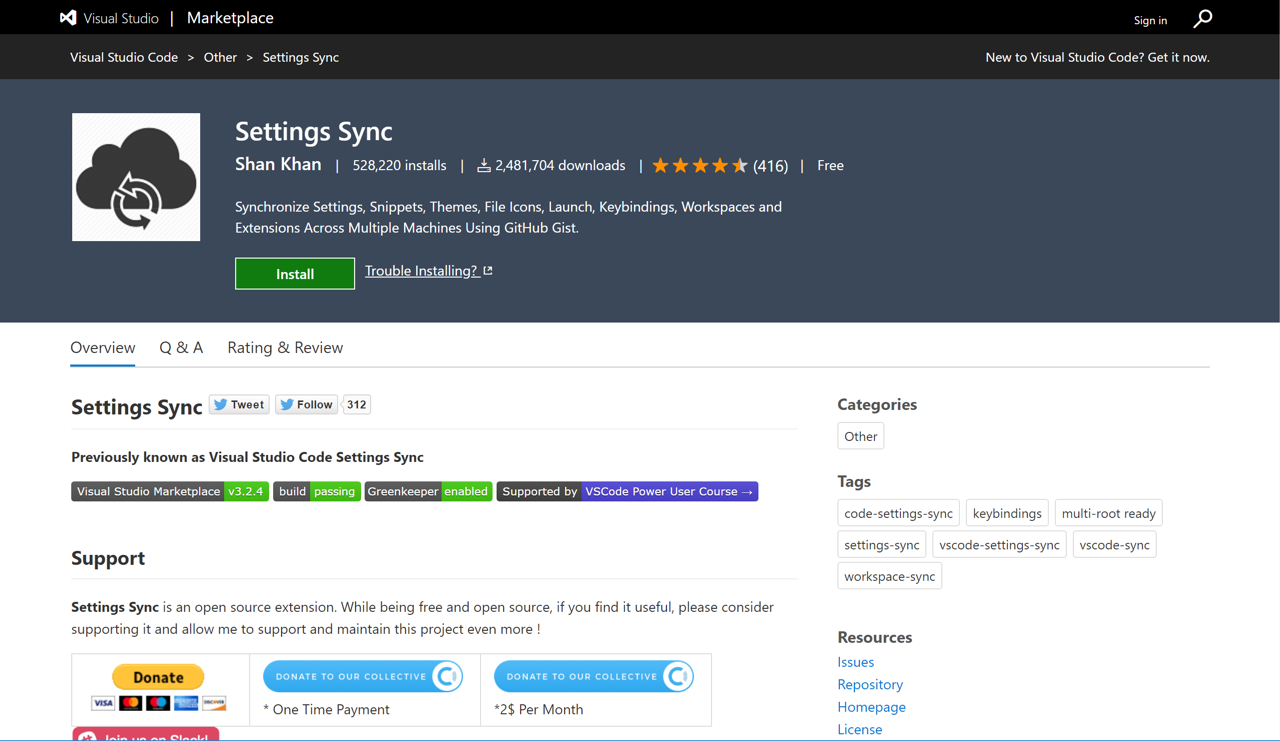 Visual Studio | Marketplace
Sign in
Visual Studio Code > Other > Settings Sync
New to Visual Studio Code? Get it now.
Settings Sync
Shan Khan | 528,220 installs | 2,481,704 downloads | (416) | Free
Synchronize Settings, Snippets, Themes, File Icons, Launch, Keybindings, Workspaces and
Extensions Across Multiple Machines Using GitHub Gist.
Install
Trouble Installing?
Overview Q & A Rating & Review
Settings Sync Tweet Follow 312
Previously known as Visual Studio Code Settings Sync
Visual Studio Marketplace v3.2.4 build passing Greenkeeper enabled Supported by VSCode Power User Course →
Support
Settings Sync is an open source extension. While being free and open source, if you find it useful, please consider
supporting it and allow me to support and maintain this project even more !
Donate
VISA
DISCOVER
DONATE TO OUR COLLECTIVE
* One Time Payment
DONATE TO OUR COLLECTIVE
*2$ Per Month
Join us on Slack!
Categories
Other
Tags
code-settings-sync keybindings multi-root ready
settings-sync vscode-settings-sync vscode-sync
workspace-sync
Resources
Issues
Repository
Homepage
License